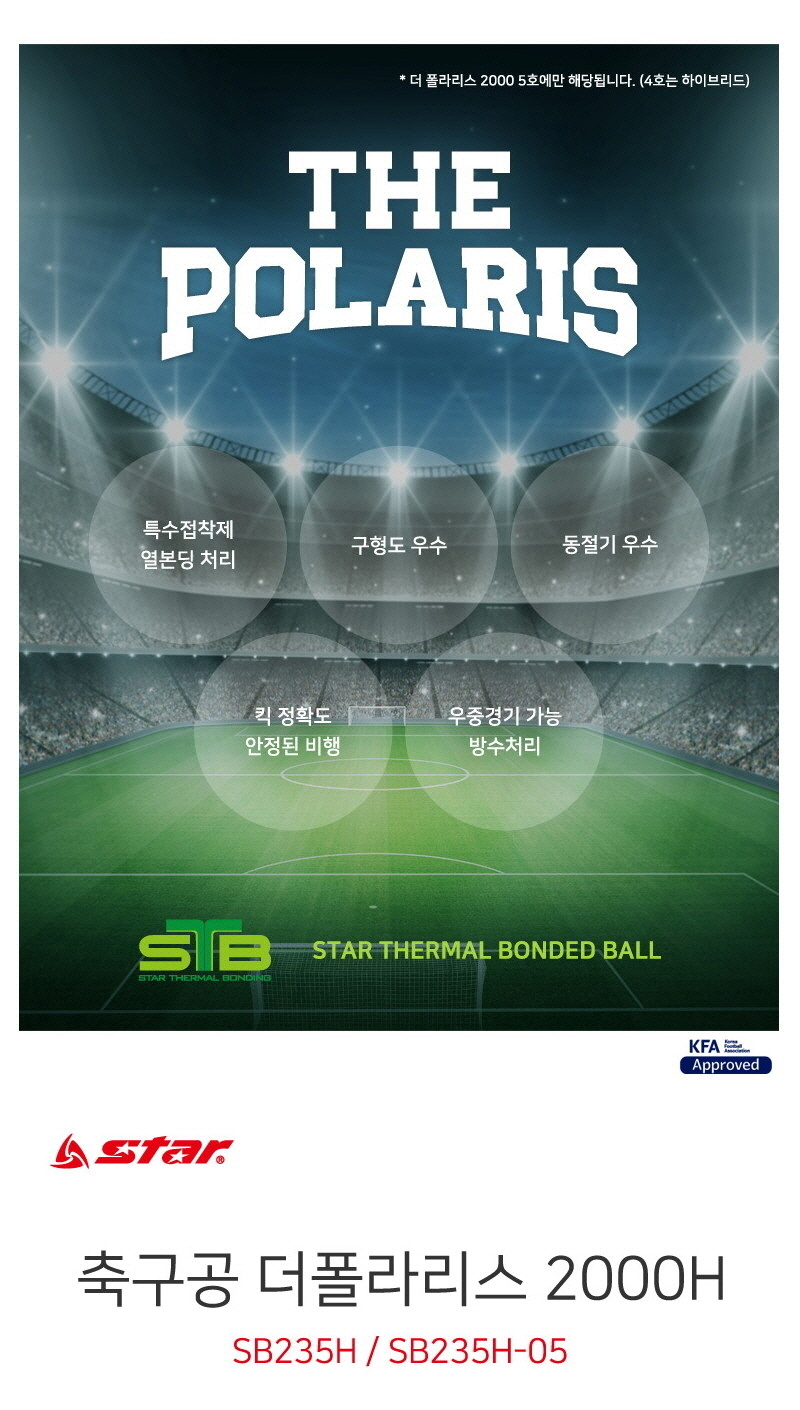 * 더 폴라리스 2000 5호에만 해당됩니다. (4호는 하이브리드)
THE
POLARIS
특수접착제
열본딩 처리
구형도 우수
동절기 우수
킥 정확도
안정된 비행
우중경기 가능
방수처리
STB
STAR THERMAL BONDING
STAR THERMAL BONDED BALL
KFA Korea Football Association
Approved
star®
축구공 더폴라리스 2000H
SB235H / SB235H-05